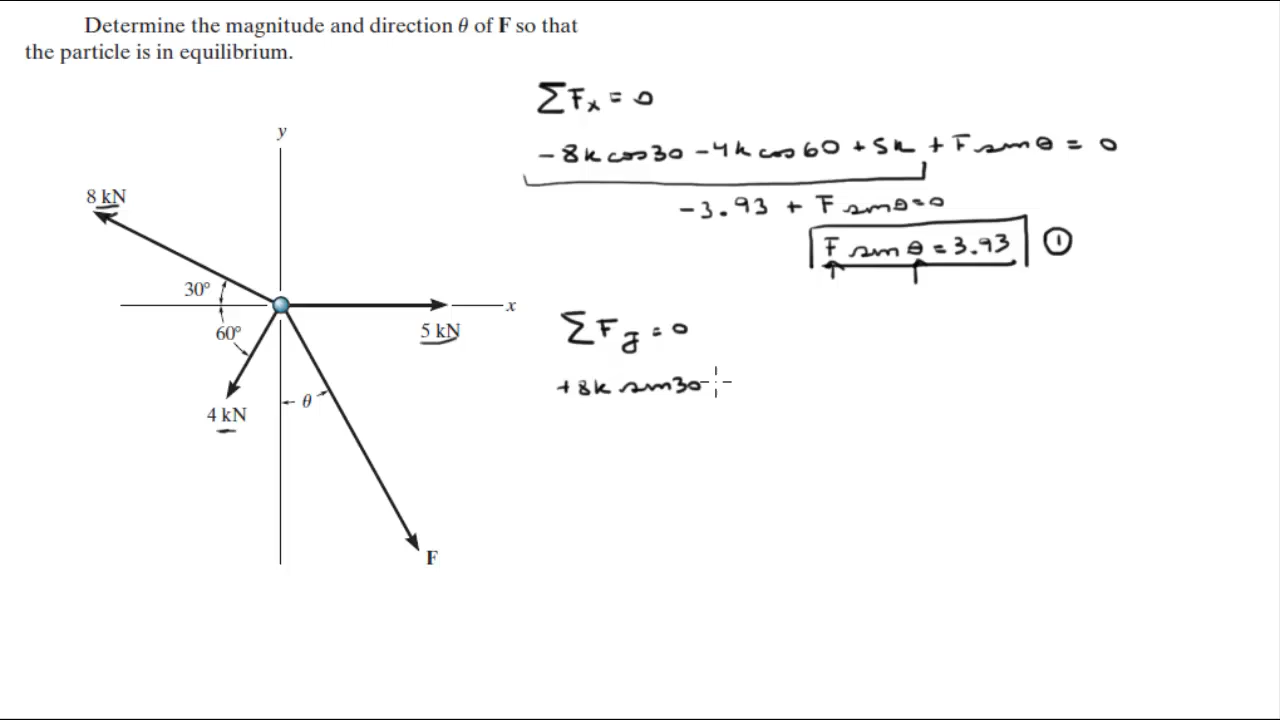 Determine the magnitude and direction θ of F so that
the particle is in equilibrium.
ΣFx = 0
-8k cos30 -4k cos60 + 5k + F sinθ = 0
-3.93 + F sinθ=0
F sinθ = 3.93 ①
y
8 kN
30°
x
60°
5 kN
4 kN
θ
F
ΣFy = 0
+8k sin30